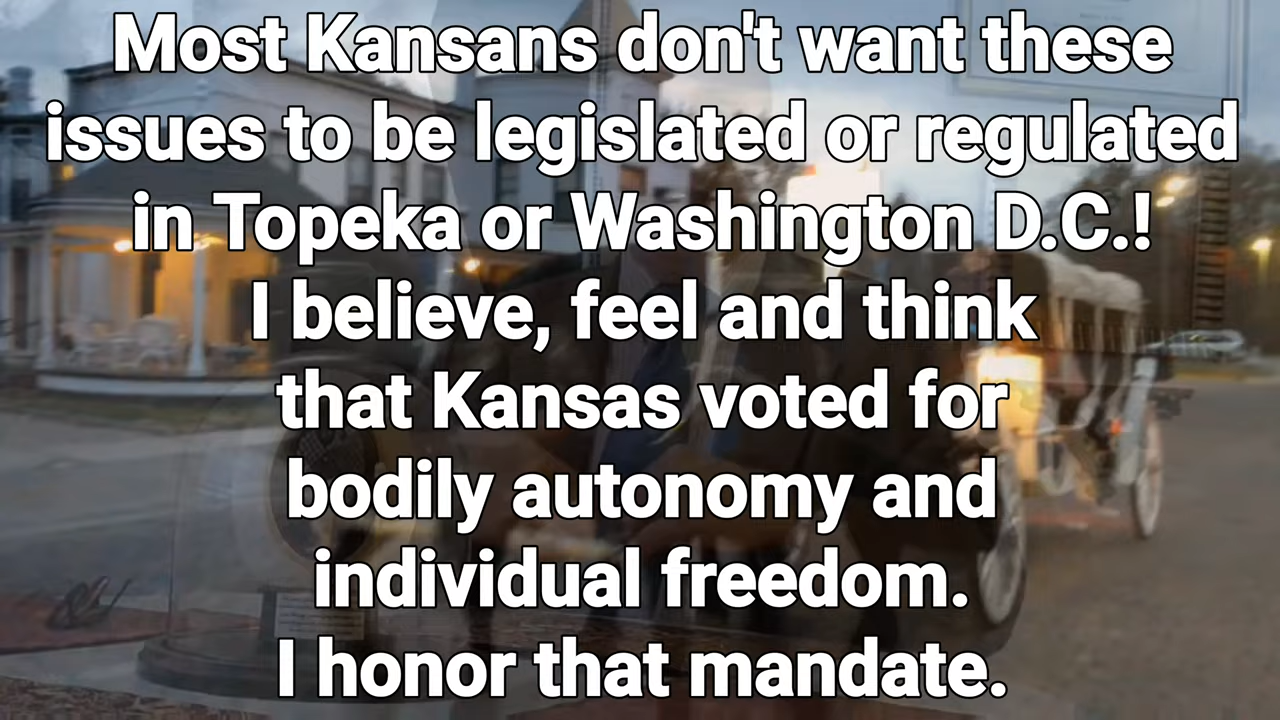 Most Kansans don't want these
issues to be legislated or regulated
in Topeka or Washington D.C.!
I believe, feel and think
that Kansas voted for
bodily autonomy and
individual freedom.
I honor that mandate.